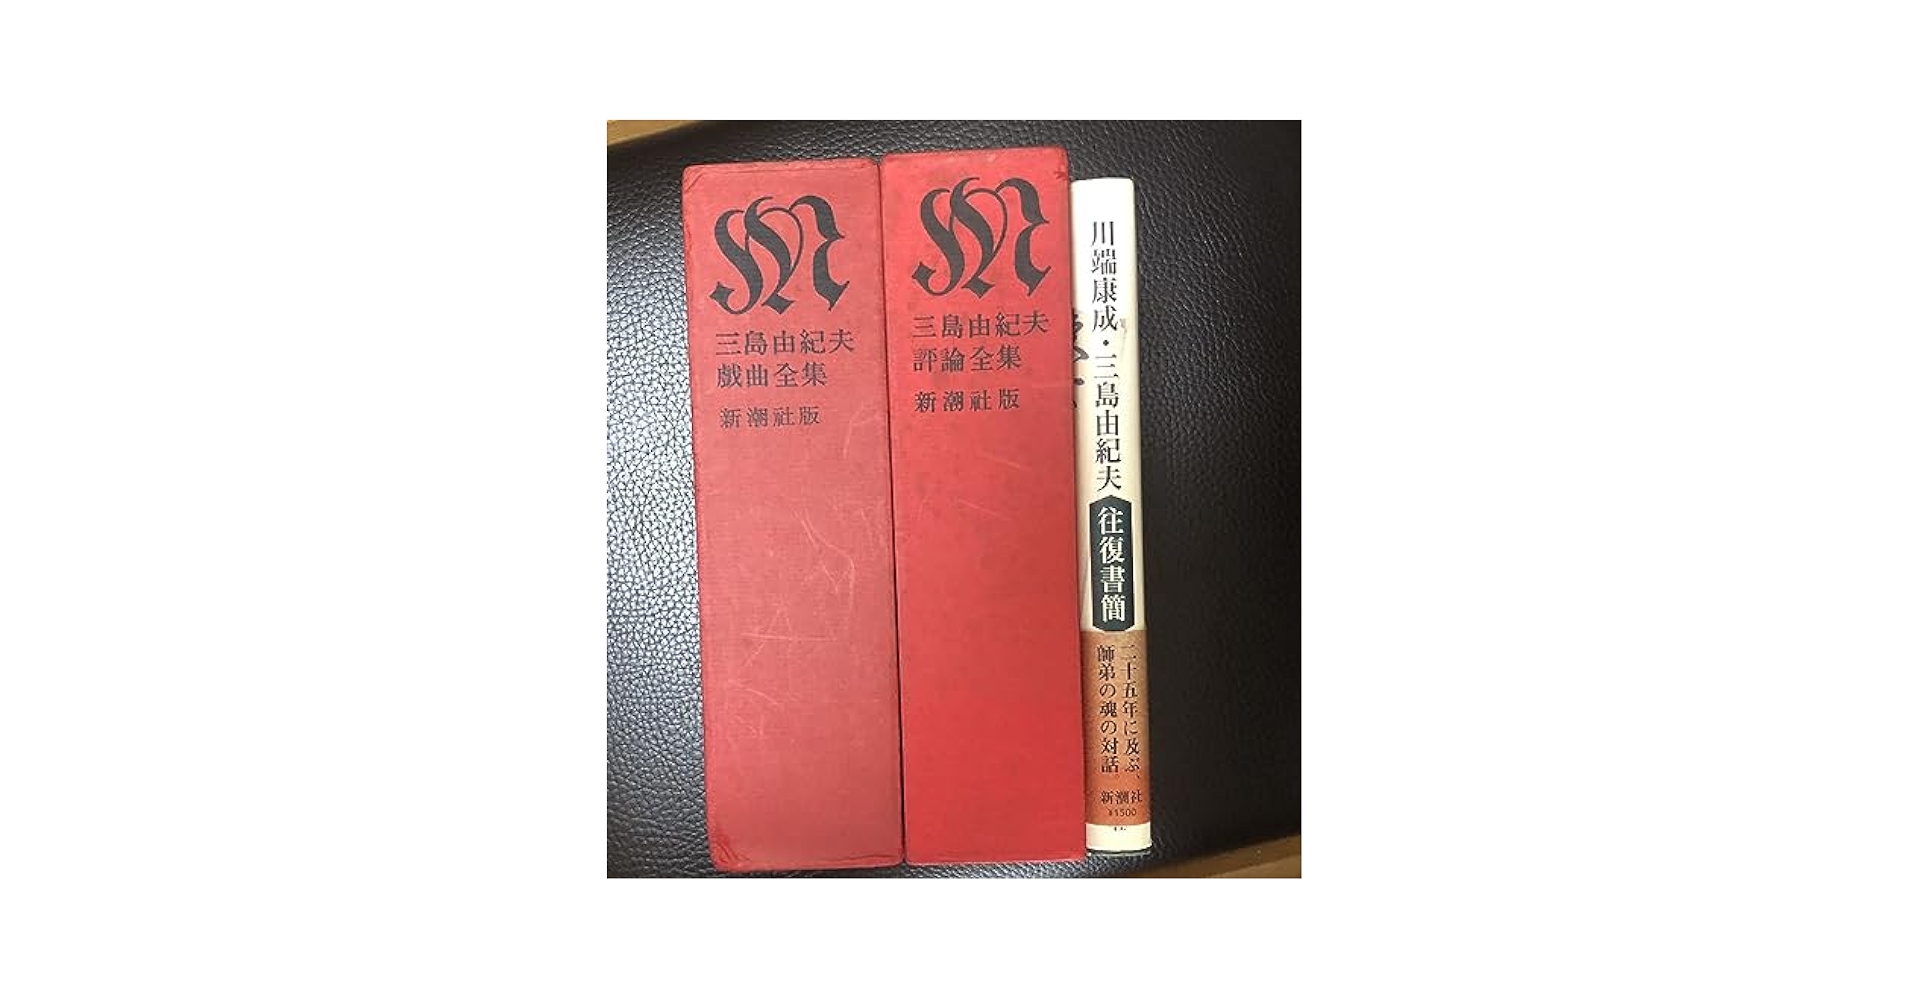 M
三島由紀夫
戯曲全集
新潮社版
M
三島由紀夫
評論全集
新潮社版
川端康成・三島由紀夫
往復書簡
二十五年に及ぶ、
師弟の魂の対話。
新潮社
¥1500